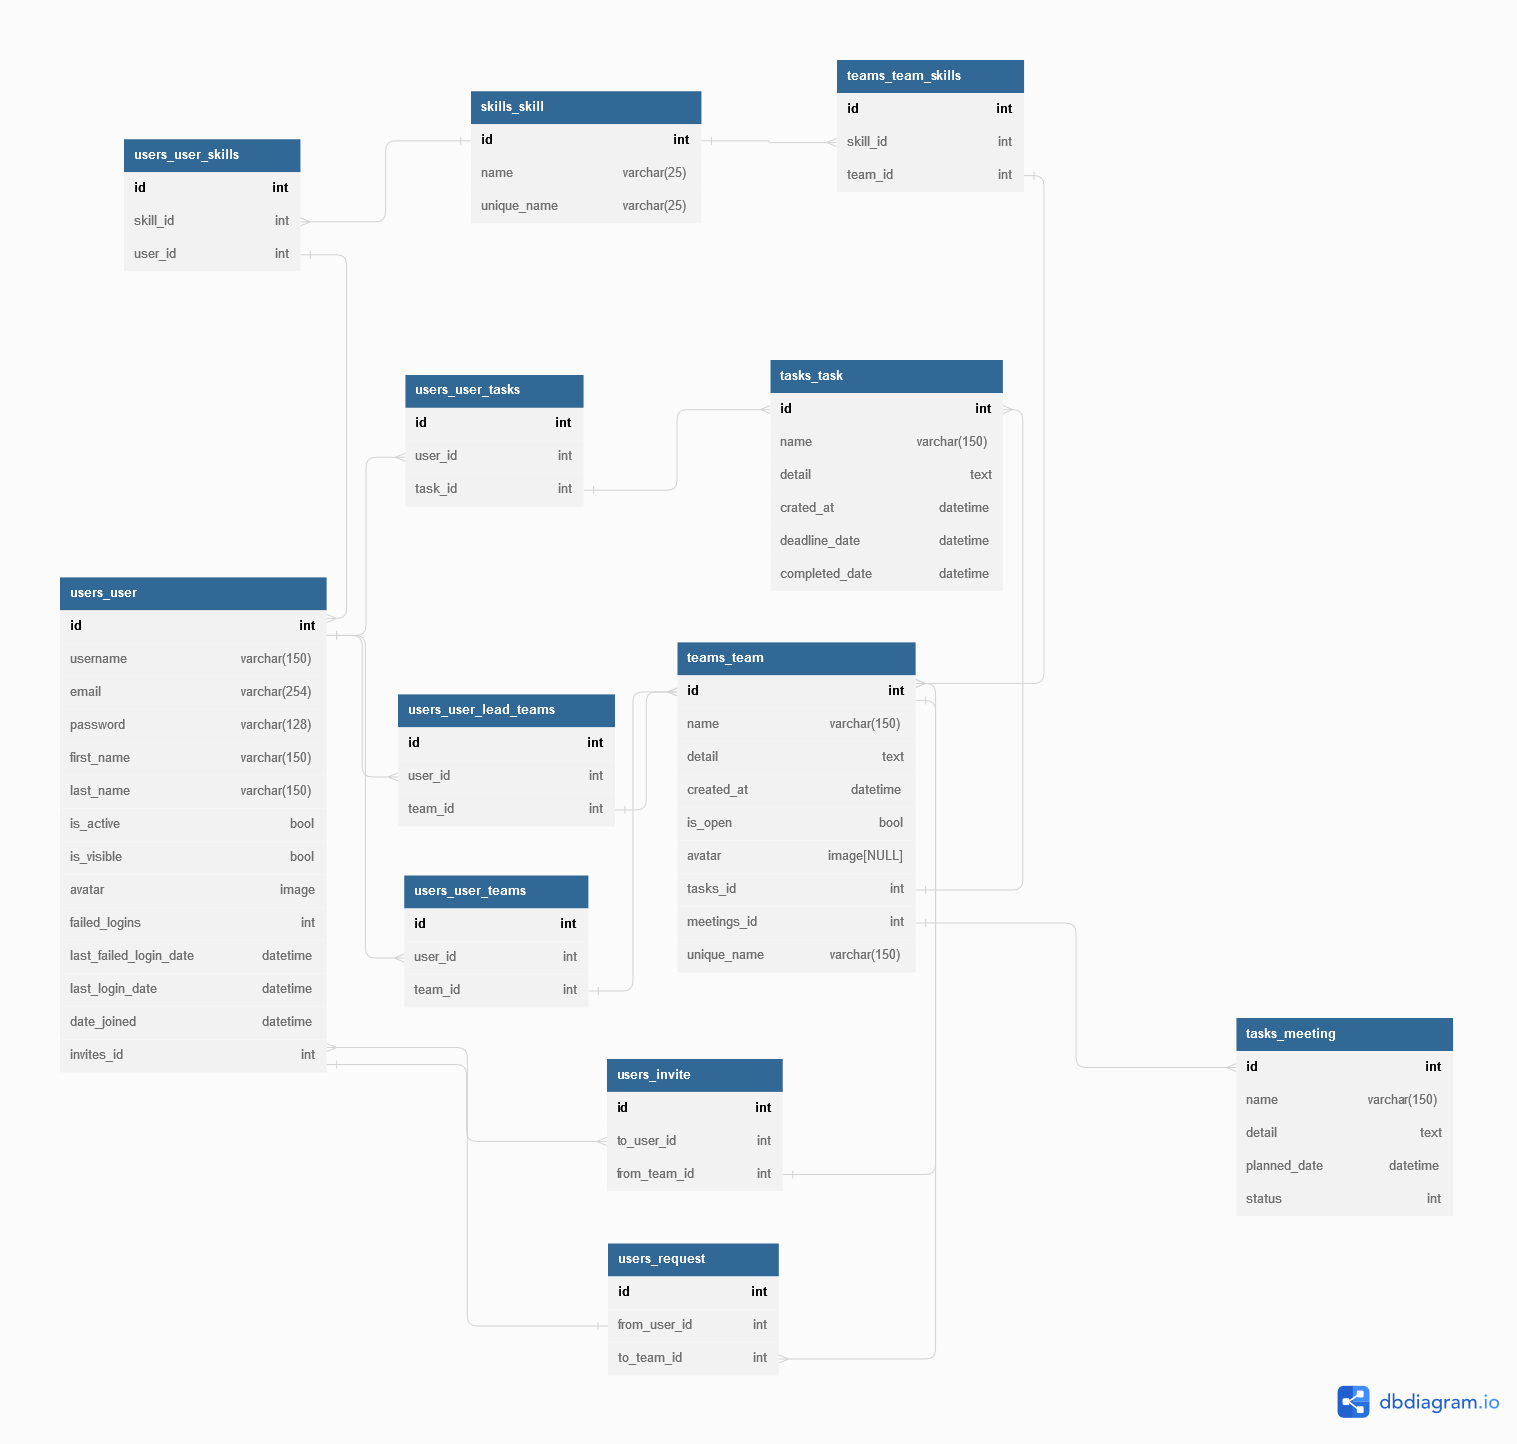 teams_team_skills
id int
skill_id int
team_id int
skills_skill
id int
name varchar(25)
unique_name varchar(25)
users_user_skills
id int
skill_id int
user_id int
users_user_tasks
id int
user_id int
task_id int
tasks_task
id int
name varchar(150)
detail text
crated_at datetime
deadline_date datetime
completed_date datetime
users_user
id int
username varchar(150)
email varchar(254)
password varchar(128)
first_name varchar(150)
last_name varchar(150)
is_active bool
is_visible bool
avatar image
failed_logins int
last_failed_login_date datetime
last_login_date datetime
date_joined datetime
invites_id int
users_user_lead_teams
id int
user_id int
team_id int
teams_team
id int
name varchar(150)
detail text
created_at datetime
is_open bool
avatar image[NULL]
tasks_id int
meetings_id int
unique_name varchar(150)
users_user_teams
id int
user_id int
team_id int
users_invite
id int
to_user_id int
from_team_id int
tasks_meeting
id int
name varchar(150)
detail text
planned_date datetime
status int
users_request
id int
from_user_id int
to_team_id int
dbdiagram.io